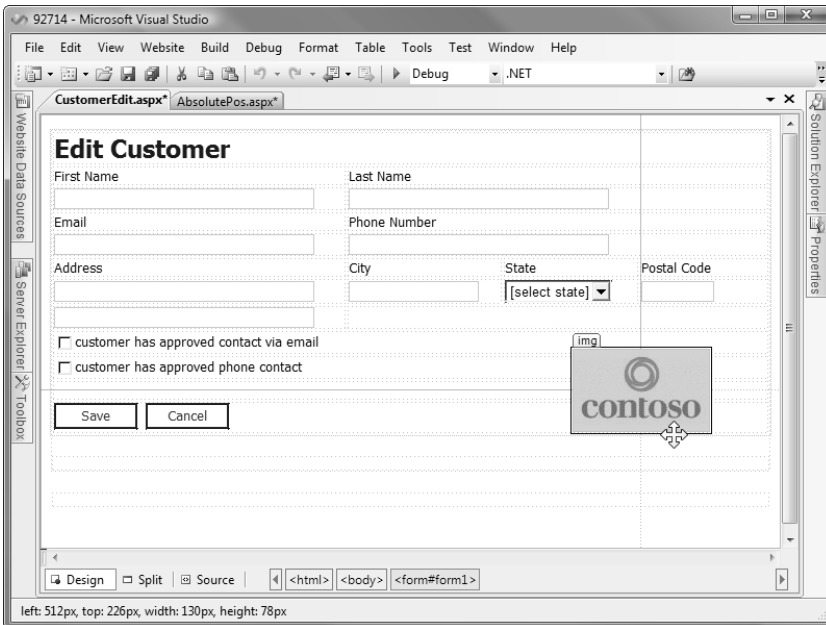 92714 - Microsoft Visual Studio
File Edit View Website Build Debug Format Table Tools Test Window Help
Debug .NET
CustomerEdit.aspx* AbsolutePos.aspx*
Website Data Sources
Server Explorer
Toolbox
Solution Explorer
Properties
Edit Customer
First Name Last Name
Email Phone Number
Address City State Postal Code
[select state]
customer has approved contact via email
img
customer has approved phone contact
contoso
Save Cancel
Design Split Source <html> <body> <form#form1>
left: 512px, top: 226px, width: 130px, height: 78px